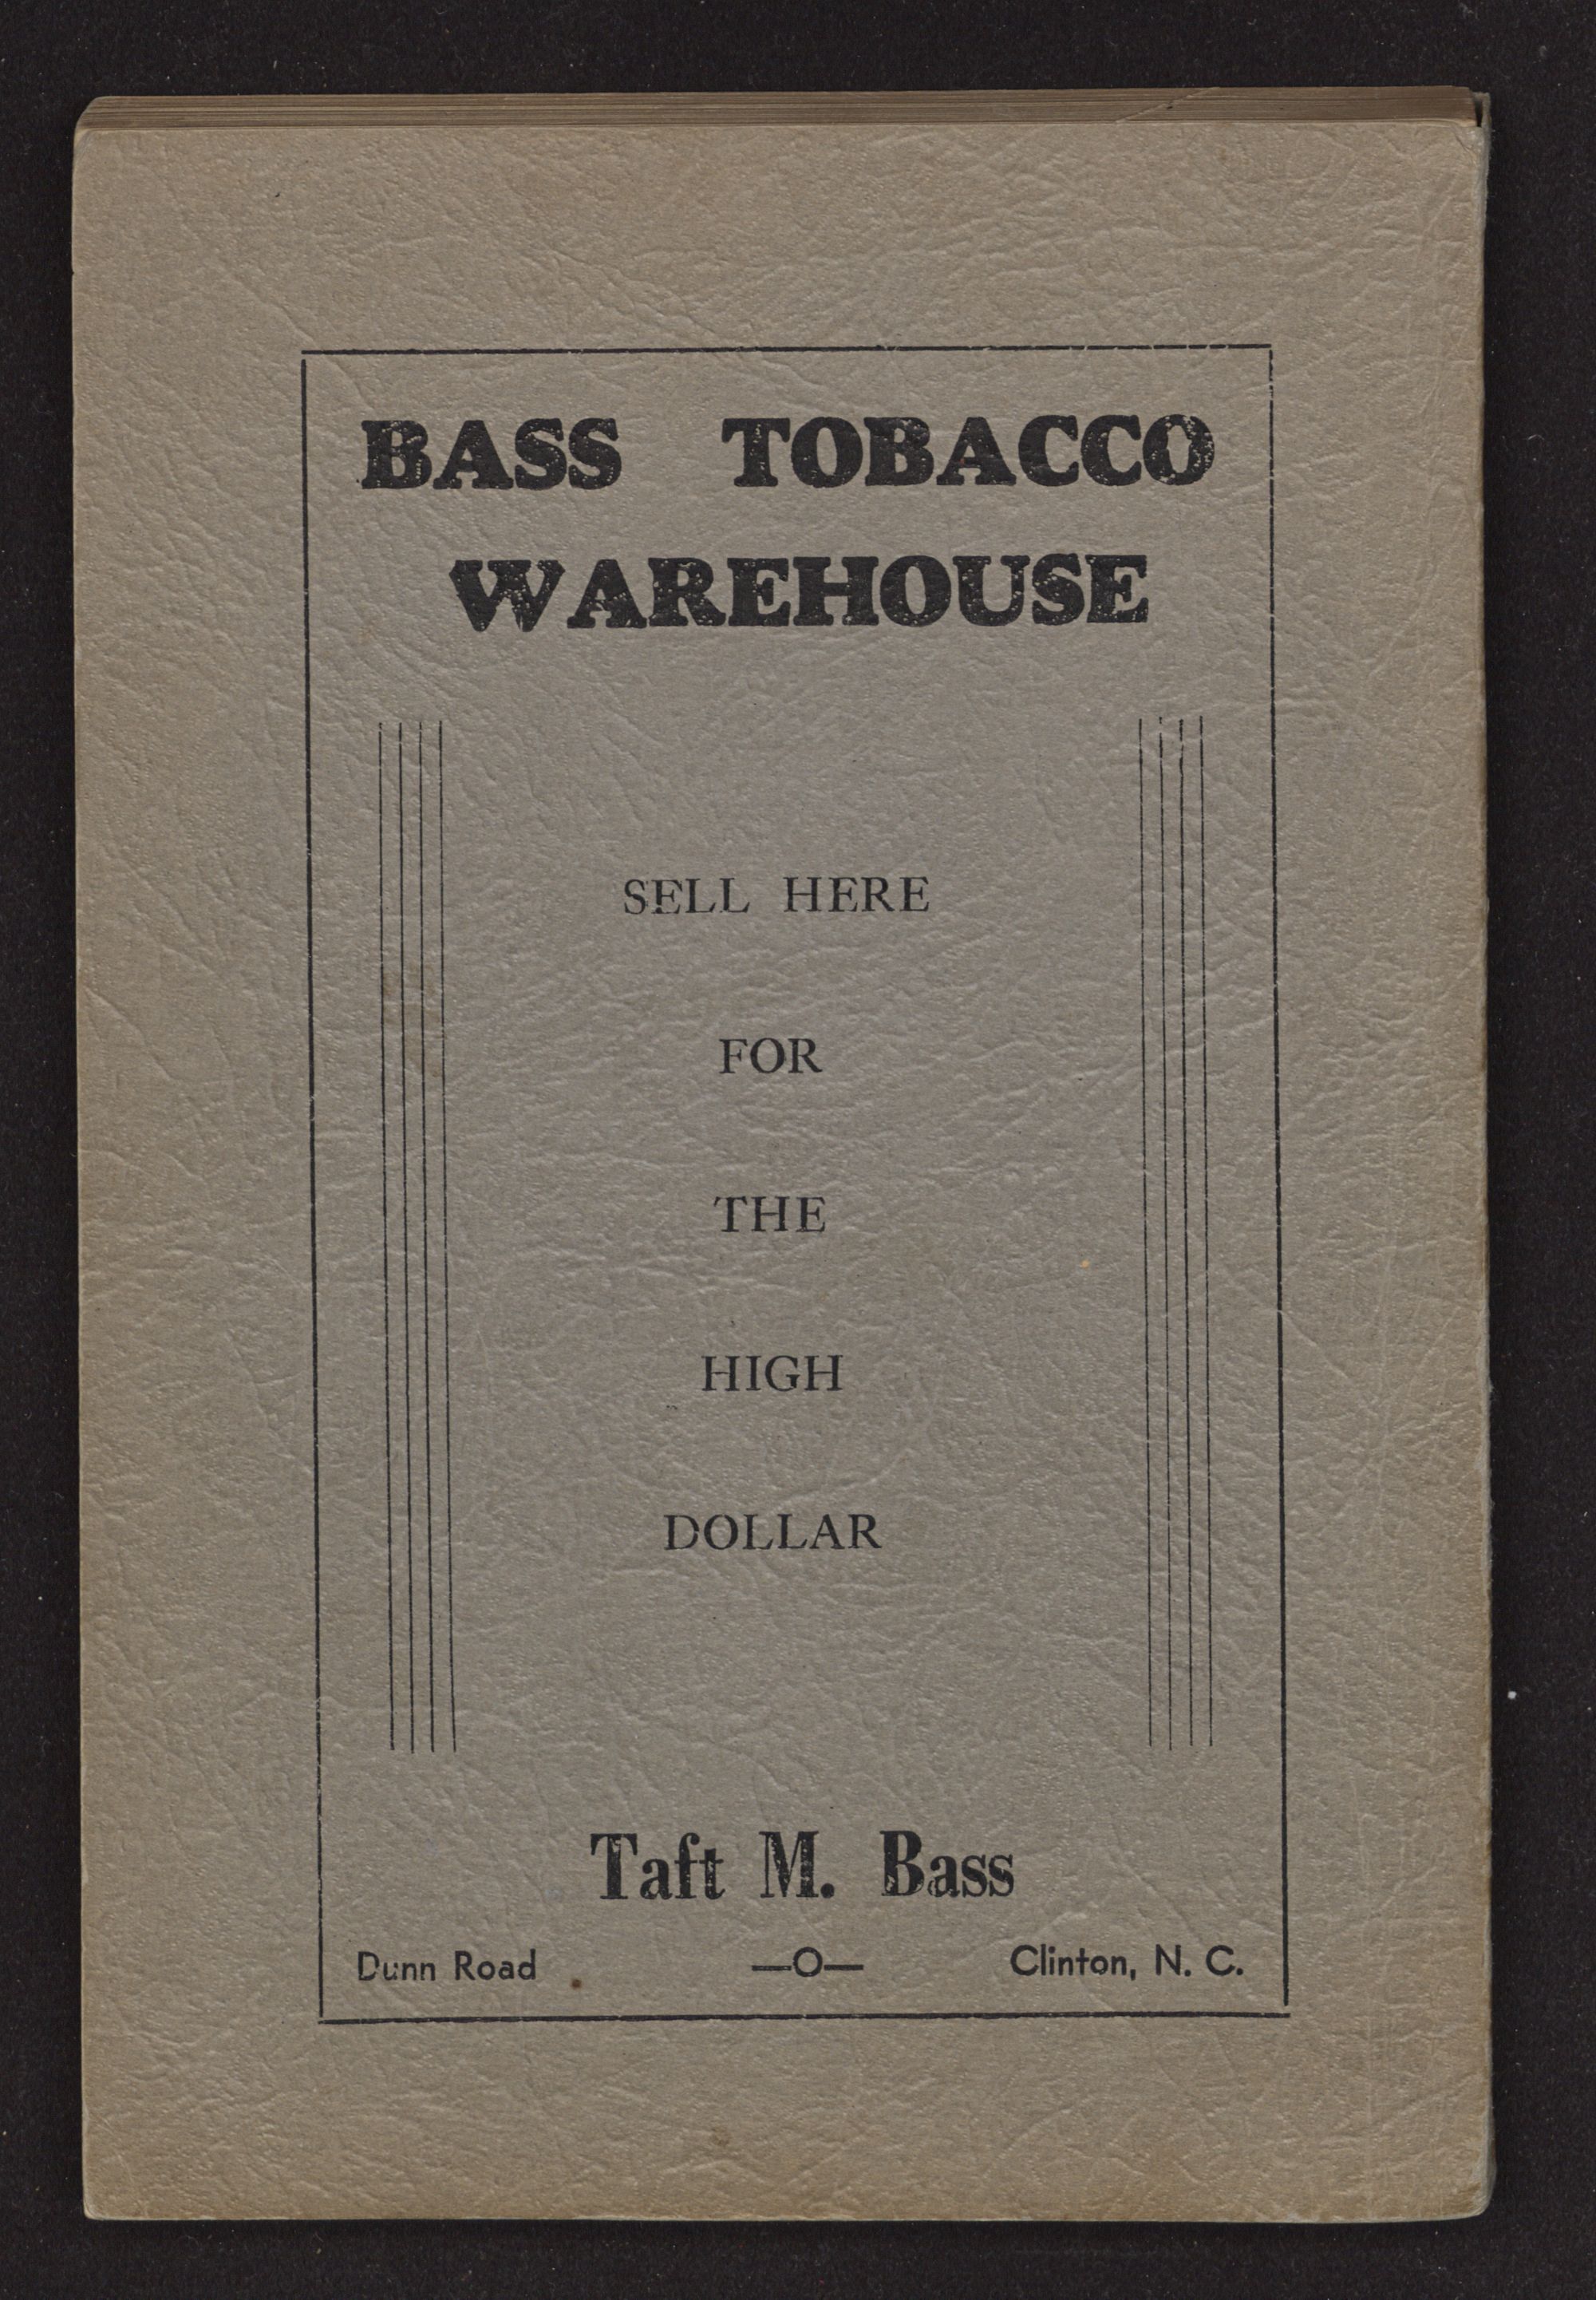 BASS TOBACCO
WAREHOUSE
SELL HERE
FOR
THE
HIGH
DOLLAR
Taft M. Bass
Dunn Road —O— Clinton, N. C.